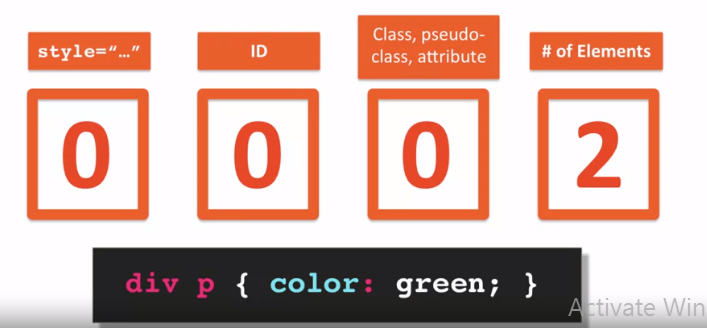 style=“...”
ID
Class, pseudo-
class, attribute
# of Elements
0 0 0 2
div p { color: green; }
Activate Win